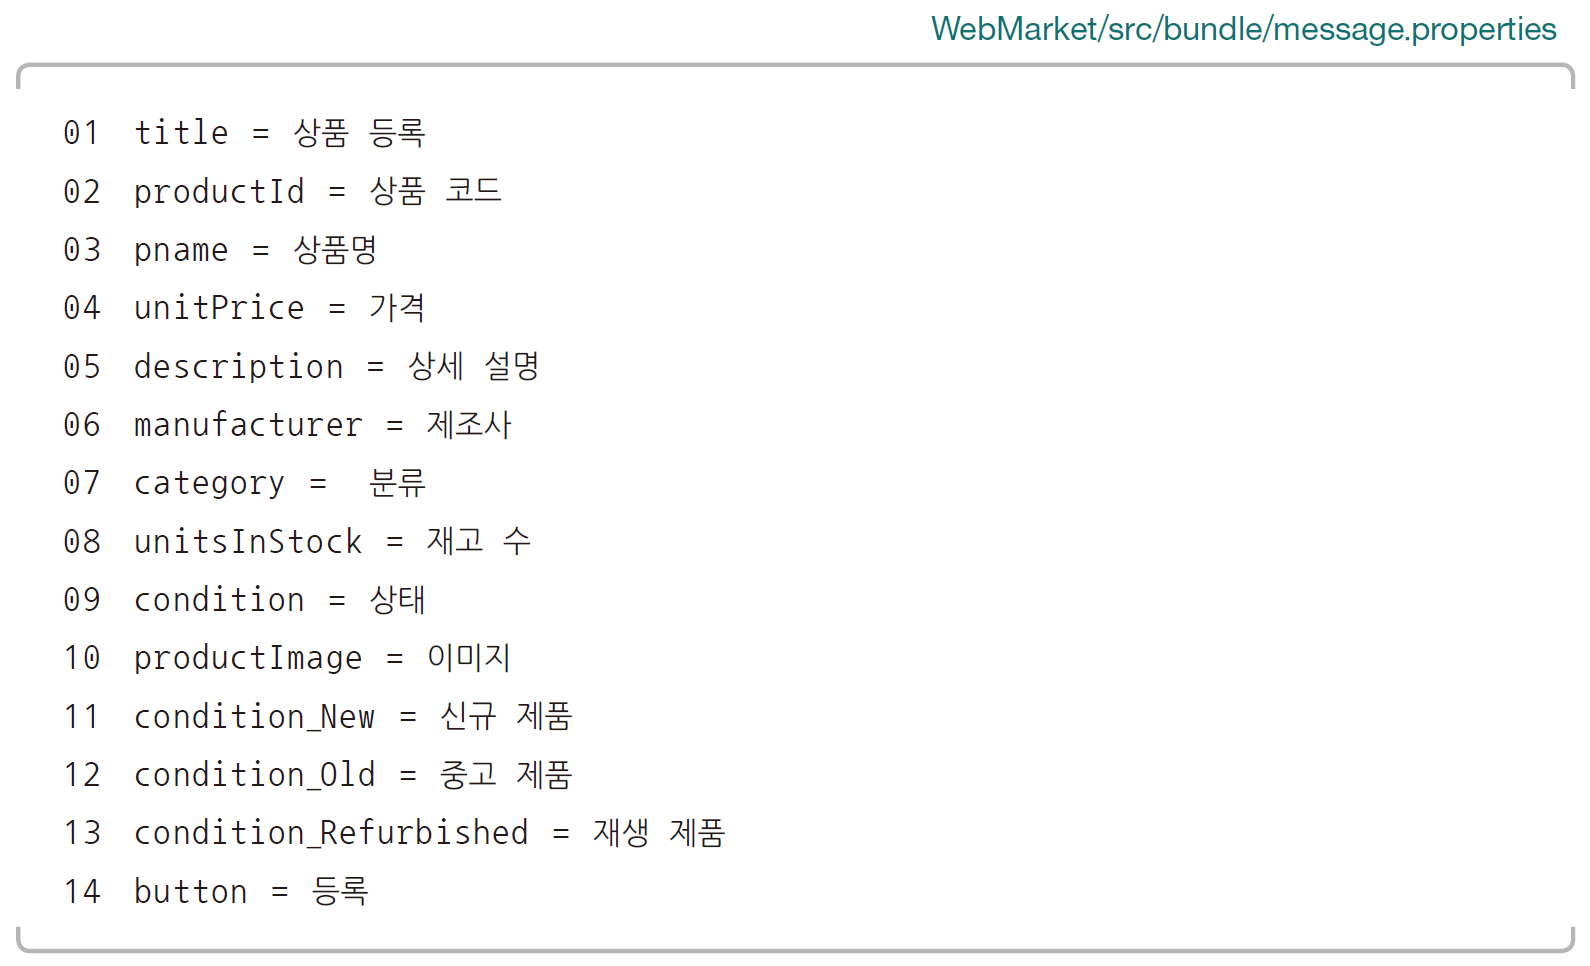 WebMarket/src/bundle/message.properties
01 title = 상품 등록
02 productId = 상품 코드
03 pname = 상품명
04 unitPrice = 가격
05 description = 상세 설명
06 manufacturer = 제조사
07 category =  분류
08 unitsInStock = 재고 수
09 condition = 상태
10 productImage = 이미지
11 condition_New = 신규 제품
12 condition_Old = 중고 제품
13 condition_Refurbished = 재생 제품
14 button = 등록